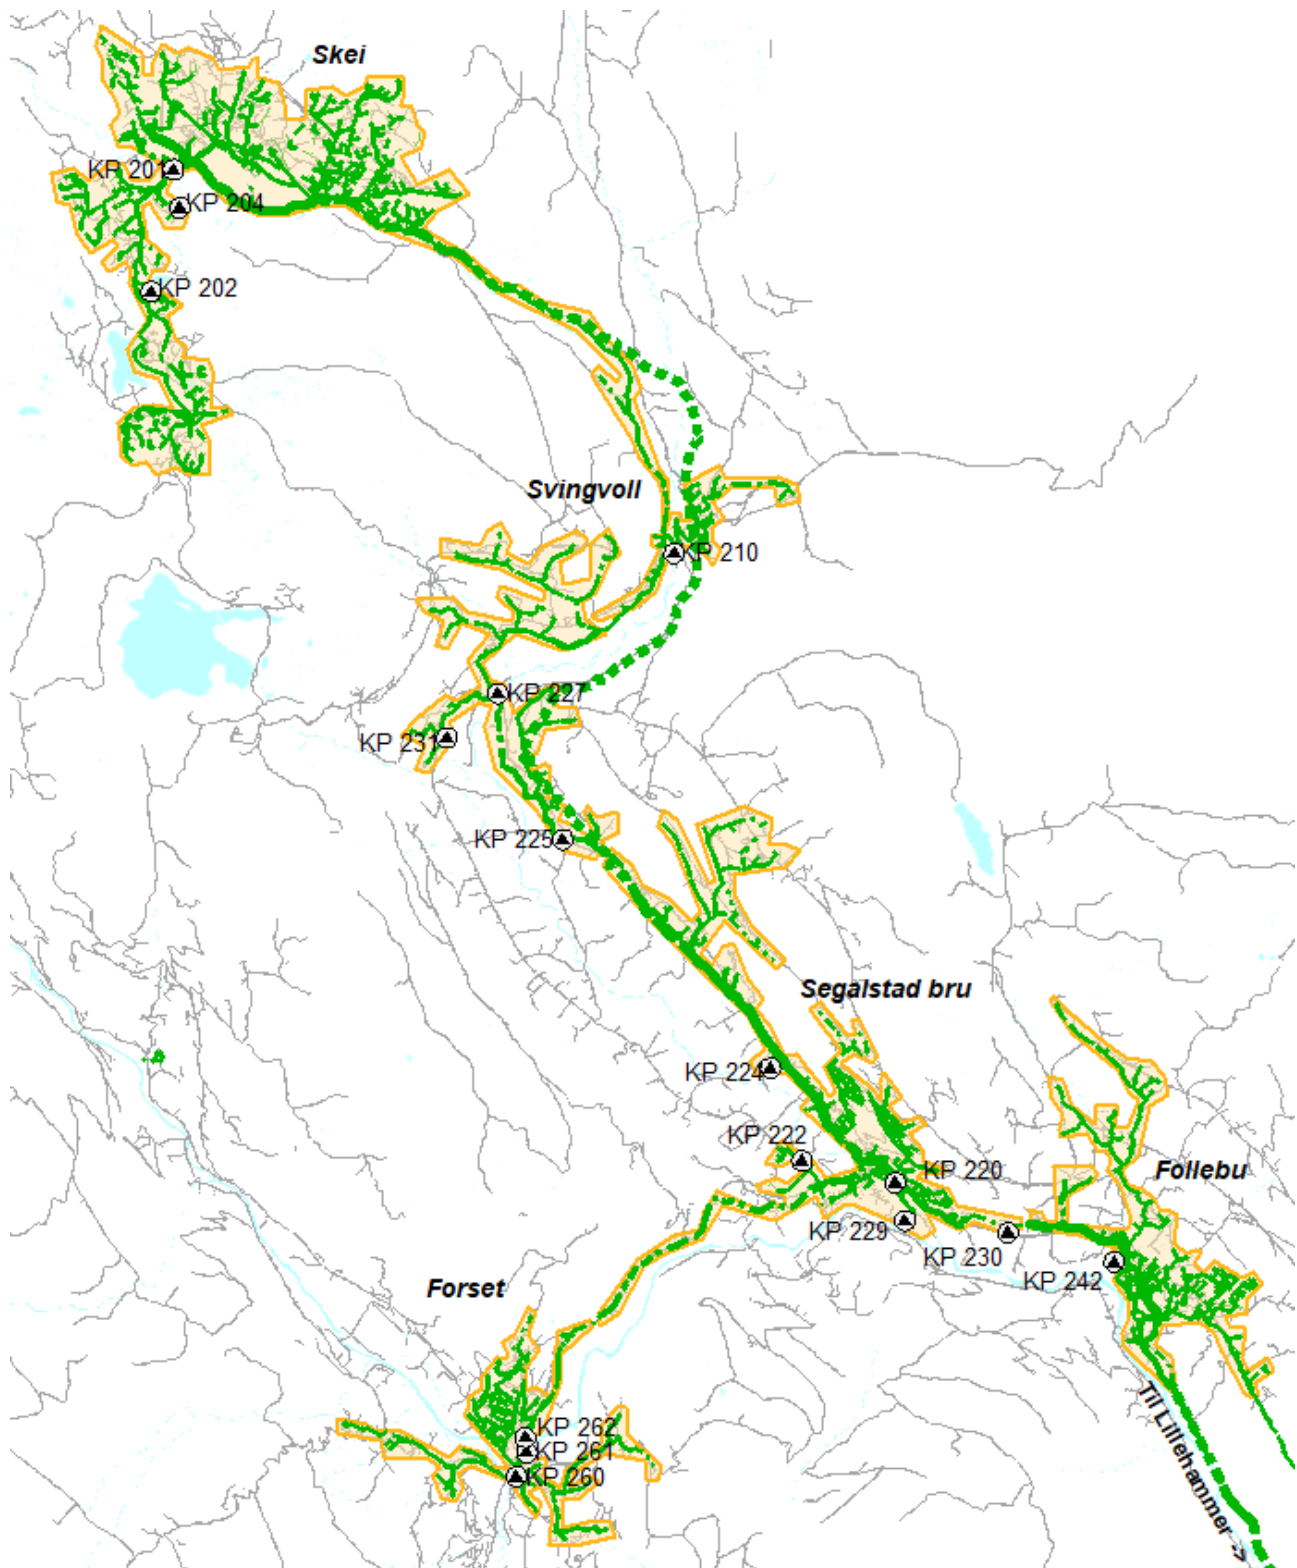 Skei
KP 201
KP 204
KP 202
Svingvoll
KP 210
KP 227
KP 231
KP 225
Segalstad bru
KP 224
KP 222
KP 220
Follebu
KP 229
KP 230
KP 242
Forset
Til Lillehammer ->
KP 262
KP 261
KP 260